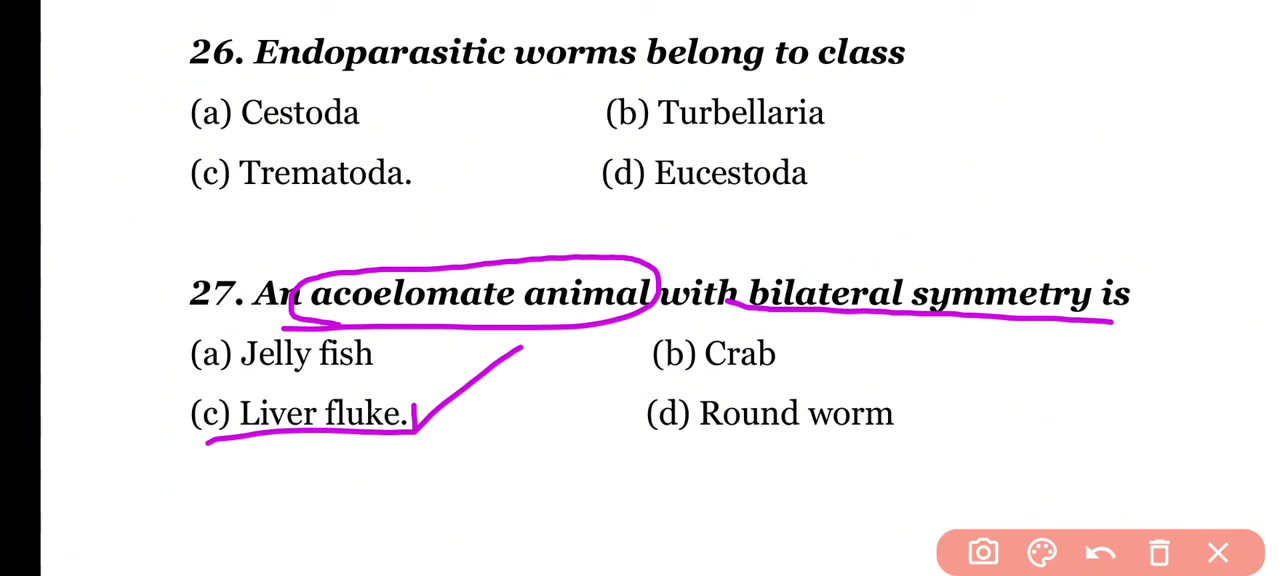 26. Endoparasitic worms belong to class
(a) Cestoda (b) Turbellaria
(c) Trematoda. (d) Eucestoda
27. An acoelomate animal with bilateral symmetry is
(a) Jelly fish (b) Crab
(c) Liver fluke. (d) Round worm